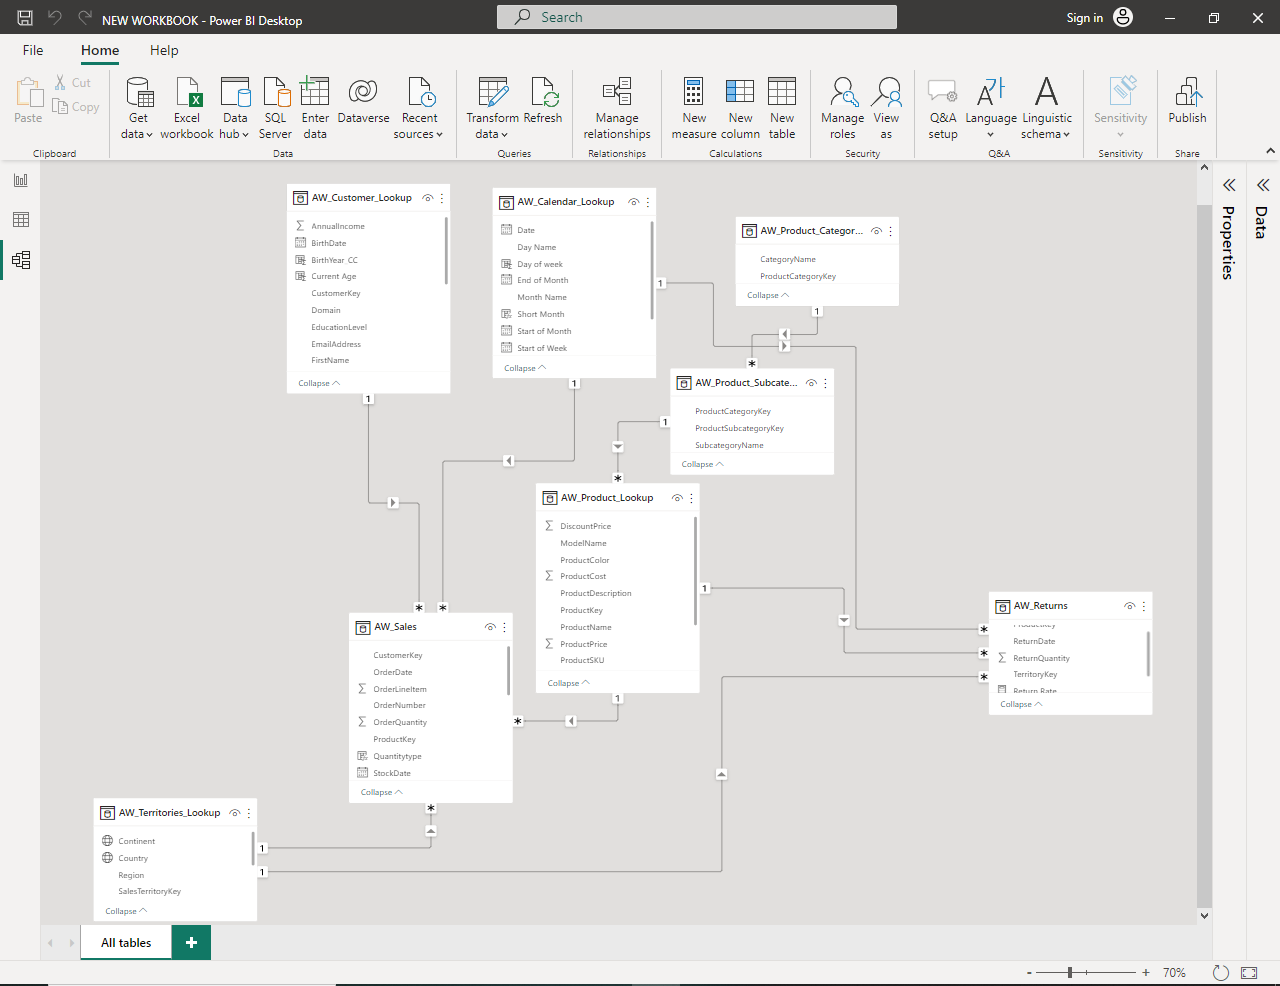 NEW WORKBOOK - Power BI Desktop
Search
Sign in
File
Home
Help
Paste
Cut
Copy
Get data
Excel workbook
Data hub
SQL Server
Enter data
Dataverse
Recent sources
Transform data
Refresh
Manage relationships
New measure
New column
New table
Manage roles
View as
Q&A setup
Language
Linguistic schema
Sensitivity
Publish
Clipboard
Data
Queries
Relationships
Calculations
Security
Q&A
Sensitivity
Share
Properties
Data
AW_Customer_Lookup
AnnualIncome
BirthDate
BirthYear_CC
Current Age
CustomerKey
Domain
EducationLevel
EmailAddress
FirstName
Collapse
1
AW_Calendar_Lookup
Date
Day Name
Day of week
End of Month
Month Name
Short Month
Start of Month
Start of Week
Collapse
1
1
AW_Product_Categor...
CategoryName
ProductCategoryKey
Collapse
1
*
AW_Product_Subcate...
ProductCategoryKey
ProductSubcategoryKey
SubcategoryName
Collapse
1
*
AW_Product_Lookup
DiscountPrice
ModelName
ProductColor
ProductCost
ProductDescription
ProductKey
ProductName
ProductPrice
ProductSKU
Collapse
1
1
*
*
AW_Sales
CustomerKey
OrderDate
OrderLineItem
OrderNumber
OrderQuantity
ProductKey
Quantitytype
StockDate
Collapse
*
*
AW_Returns
ProductKey
ReturnDate
ReturnQuantity
TerritoryKey
Return Rate
Collapse
*
*
*
AW_Territories_Lookup
Continent
Country
Region
SalesTerritoryKey
Collapse
1
1
All tables
+
- + 70%